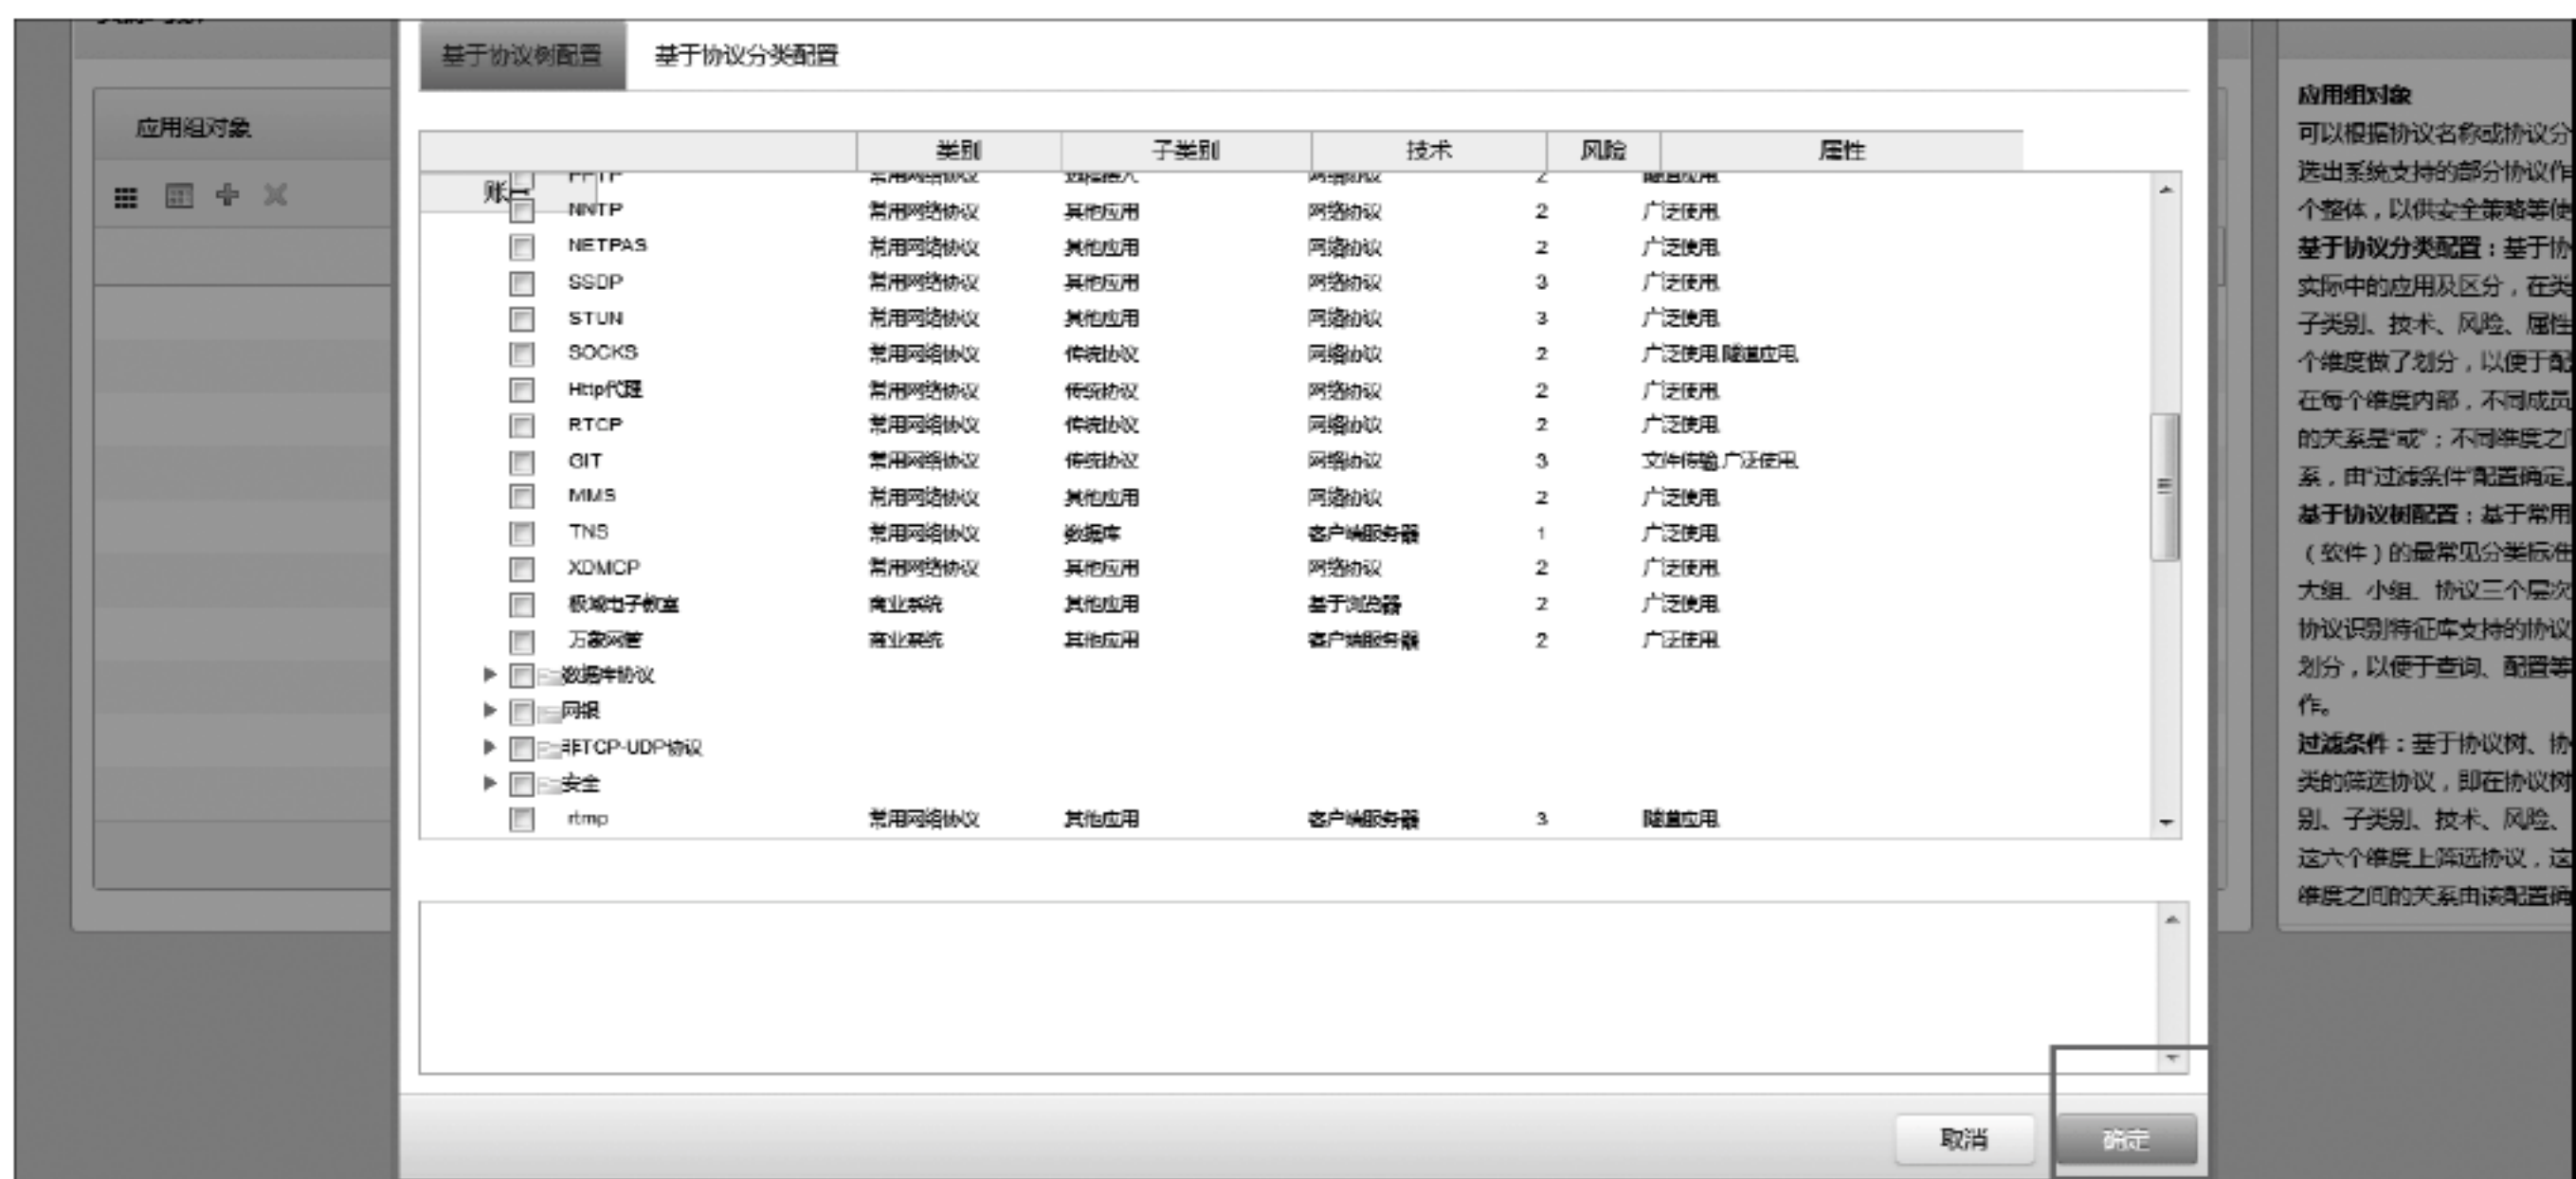 基于协议树配置 基于协议分类配置
应用组对象
类别 子类别 技术 风险 属性
PPTP 常用网络协议 远程接入 网络协议 2 隧道应用,
NNTP 常用网络协议 其他应用 网络协议 2 广泛使用,
NETPAS 常用网络协议 其他应用 网络协议 2 广泛使用,
SSDP 常用网络协议 其他应用 网络协议 3 广泛使用,
STUN 常用网络协议 其他应用 网络协议 3 广泛使用,
SOCKS 常用网络协议 传统协议 网络协议 2 广泛使用,隧道应用,
Http代理 常用网络协议 传统协议 网络协议 2 广泛使用,
RTCP 常用网络协议 传统协议 网络协议 2 广泛使用,
GIT 常用网络协议 传统协议 网络协议 3 文件传输,广泛使用,
MMS 常用网络协议 其他应用 网络协议 2 广泛使用,
TNS 常用网络协议 数据库 客户端服务器 1 广泛使用,
XDMCP 常用网络协议 其他应用 网络协议 2 广泛使用,
极域电子教室 商业系统 其他应用 基于浏览器 2 广泛使用,
万象网管 商业系统 其他应用 客户端服务器 2 广泛使用,
数据库协议
网银
非TCP-UDP协议
安全
rtmp 常用网络协议 其他应用 客户端服务器 3 隧道应用,
取消 确定
应用组对象
可以根据协议名称或协议分
选出系统支持的部分协议作
个整体，以供安全策略等使
基于协议分类配置：基于协
实际中的应用及区分，在类
子类别、技术、风险、属性
个维度做了划分，以便于配
在每个维度内部，不同成员
的关系是“或”；不同维度之
系，由“过滤条件”配置确定。
基于协议树配置：基于常用
（软件）的最常见分类标准
大组、小组、协议三个层次
协议识别特征库支持的协议
划分，以便于查询、配置等
作。
过滤条件：基于协议树、协
类的筛选协议，即在协议树
别、子类别、技术、风险、
这六个维度上筛选协议，这
维度之间的关系由该配置确